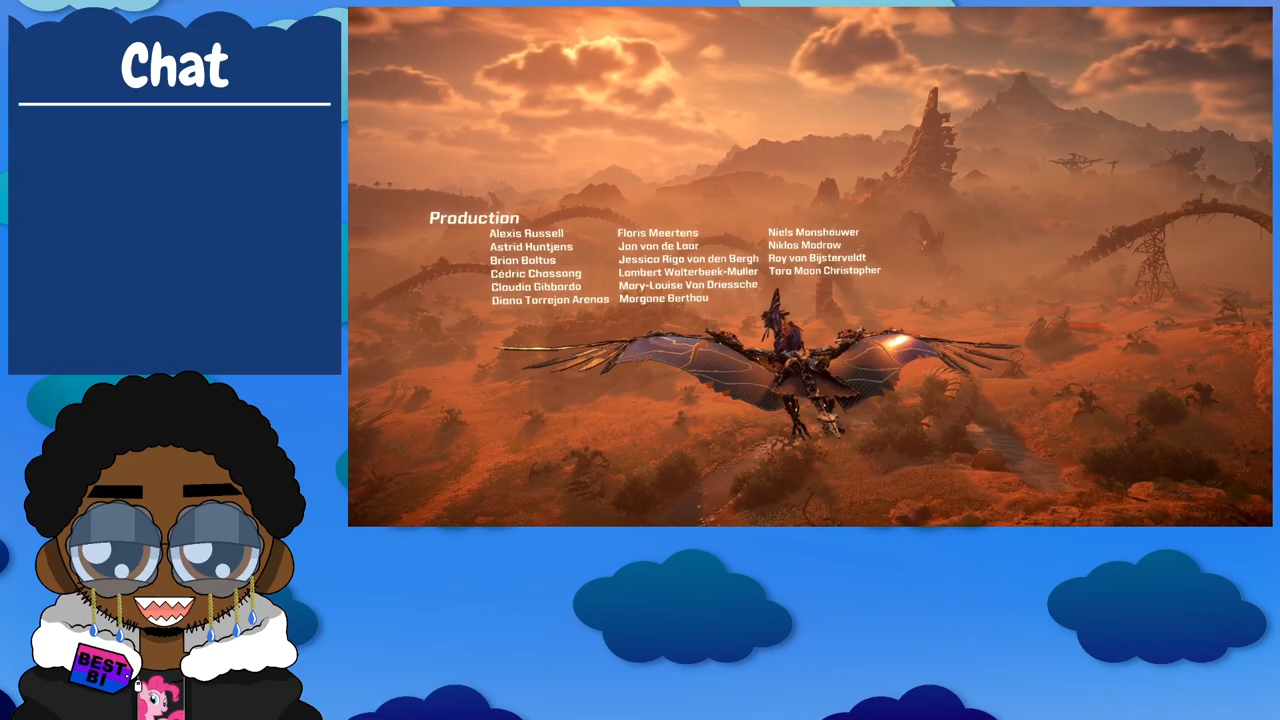 Chat
Production
Alexis Russell
Astrid Huntjens
Brian Baltus
Cédric Chassang
Claudia Gibbardo
Diana Torrejon Arenas
Floris Meertens
Jan van de Laar
Jessica Riga van den Bergh
Lambert Wolterbeek-Muller
Mary-Louise Van Driessche
Morgane Berthou
Niels Monshouwer
Niklas Modrow
Roy van Bijsterveldt
Tara Moon Christopher
BEST
BI